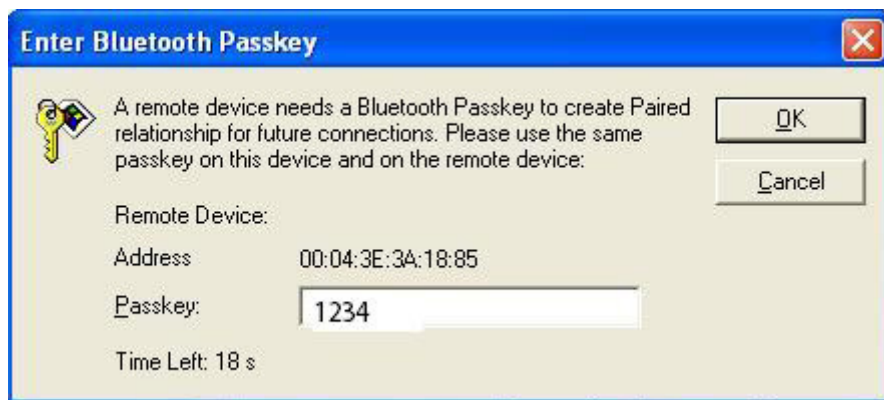 Enter Bluetooth Passkey
A remote device needs a Bluetooth Passkey to create Paired
relationship for future connections. Please use the same
passkey on this device and on the remote device:
OK
Cancel
Remote Device:
Address 00:04:3E:3A:18:85
Passkey: 1234
Time Left: 18 s